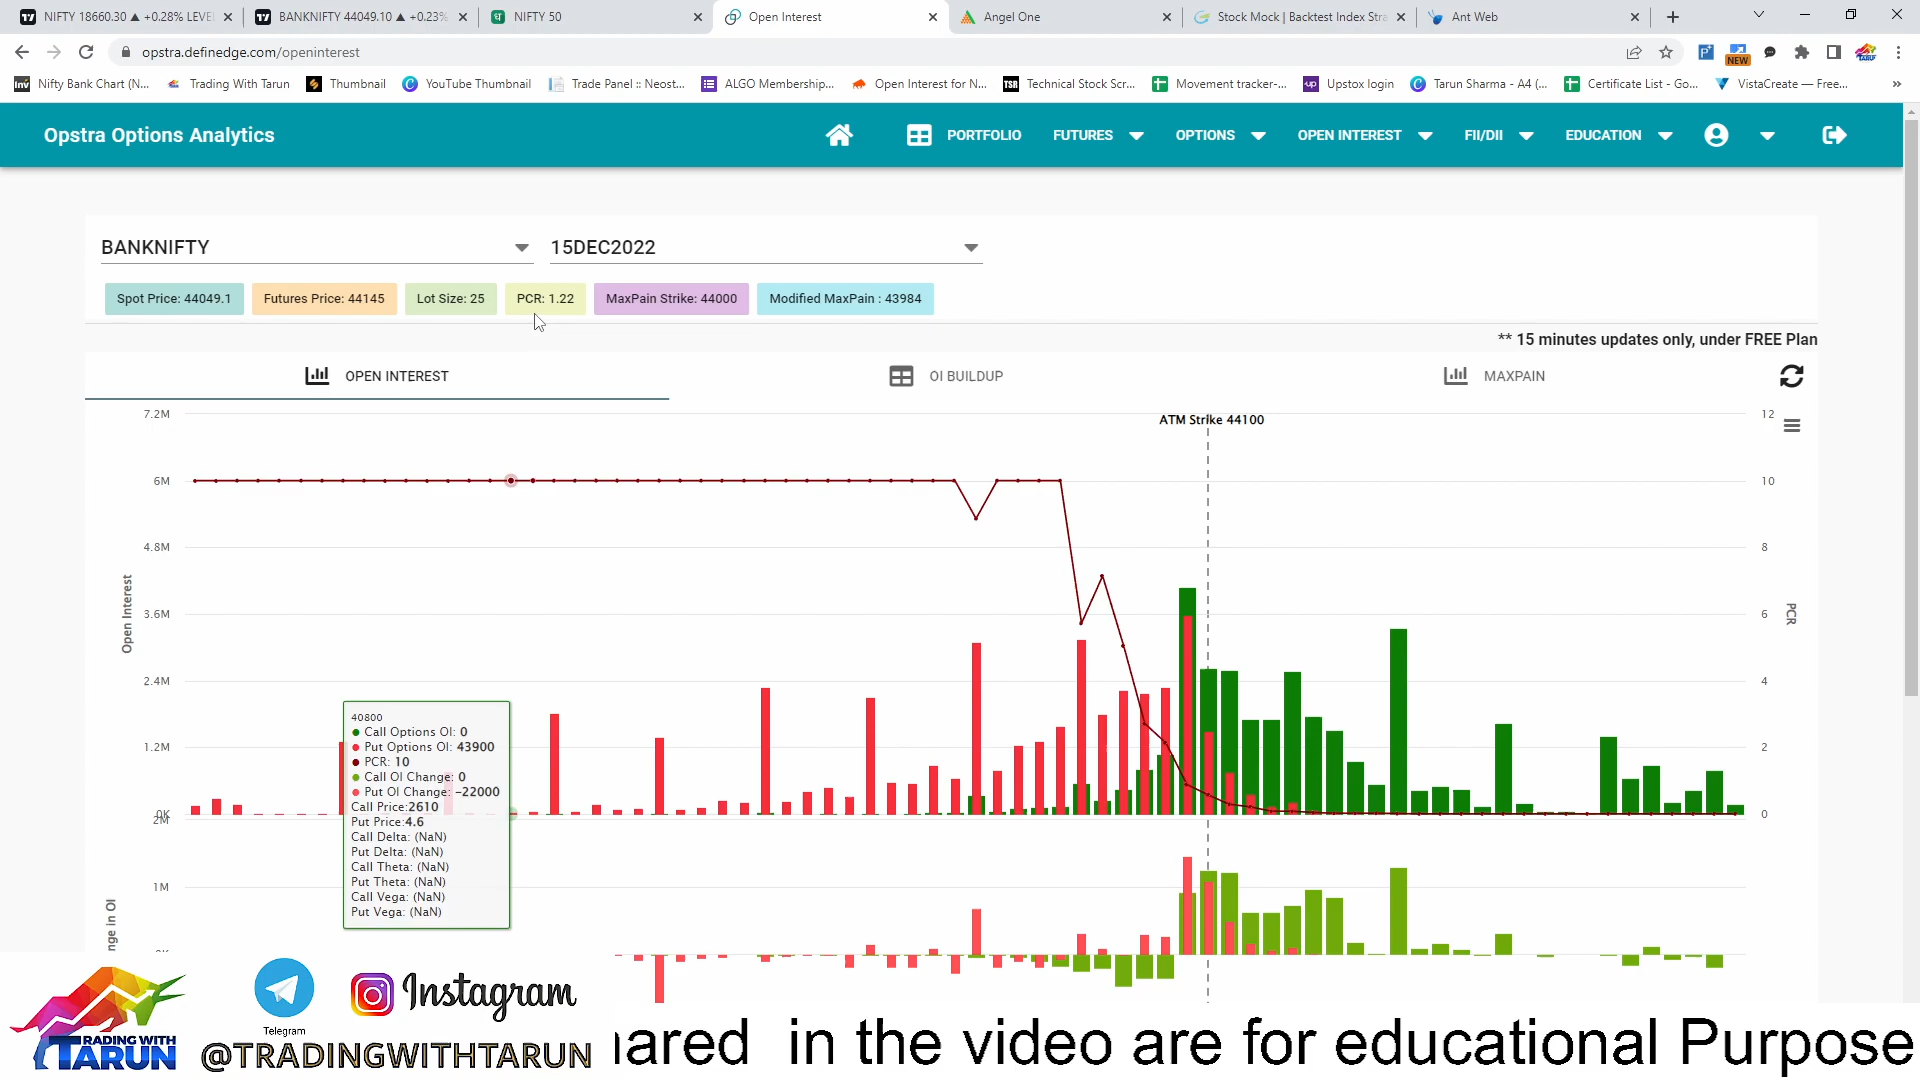 NIFTY 18660.30 ▲ +0.28% LEVE
BANKNIFTY 44049.10 ▲ +0.23%
NIFTY 50
Open Interest
Angel One
Stock Mock | Backtest Index Stra
Ant Web
opstra.definedge.com/openinterest
NEW
Nifty Bank Chart (N...
Trading With Tarun
Thumbnail
YouTube Thumbnail
Trade Panel :: Neost...
ALGO Membership...
Open Interest for N...
Technical Stock Scr...
Movement tracker-...
Upstox login
Tarun Sharma - A4 (...
Certificate List - Go...
VistaCreate — Free...
Opstra Options Analytics
PORTFOLIO
FUTURES
OPTIONS
OPEN INTEREST
FII/DII
EDUCATION
BANKNIFTY
15DEC2022
Spot Price: 44049.1
Futures Price: 44145
Lot Size: 25
PCR: 1.22
MaxPain Strike: 44000
Modified MaxPain : 43984
** 15 minutes updates only, under FREE Plan
OPEN INTEREST
OI BUILDUP
MAXPAIN
ATM Strike 44100
7.2M
6M
4.8M
3.6M
2.4M
1.2M
0K
2M
1M
Open Interest
12
10
8
6
4
2
0
PCR
40800
Call Options OI: 0
Put Options OI: 43900
PCR: 10
Call OI Change: 0
Put OI Change: -22000
Call Price:2610
Put Price:4.6
Call Delta: (NaN)
Put Delta: (NaN)
Call Theta: (NaN)
Put Theta: (NaN)
Call Vega: (NaN)
Put Vega: (NaN)
nge in OI
TRADING WITH
TARUN
Telegram
Instagram
@TRADINGWITHTARUN
ared in the video are for educational Purpose